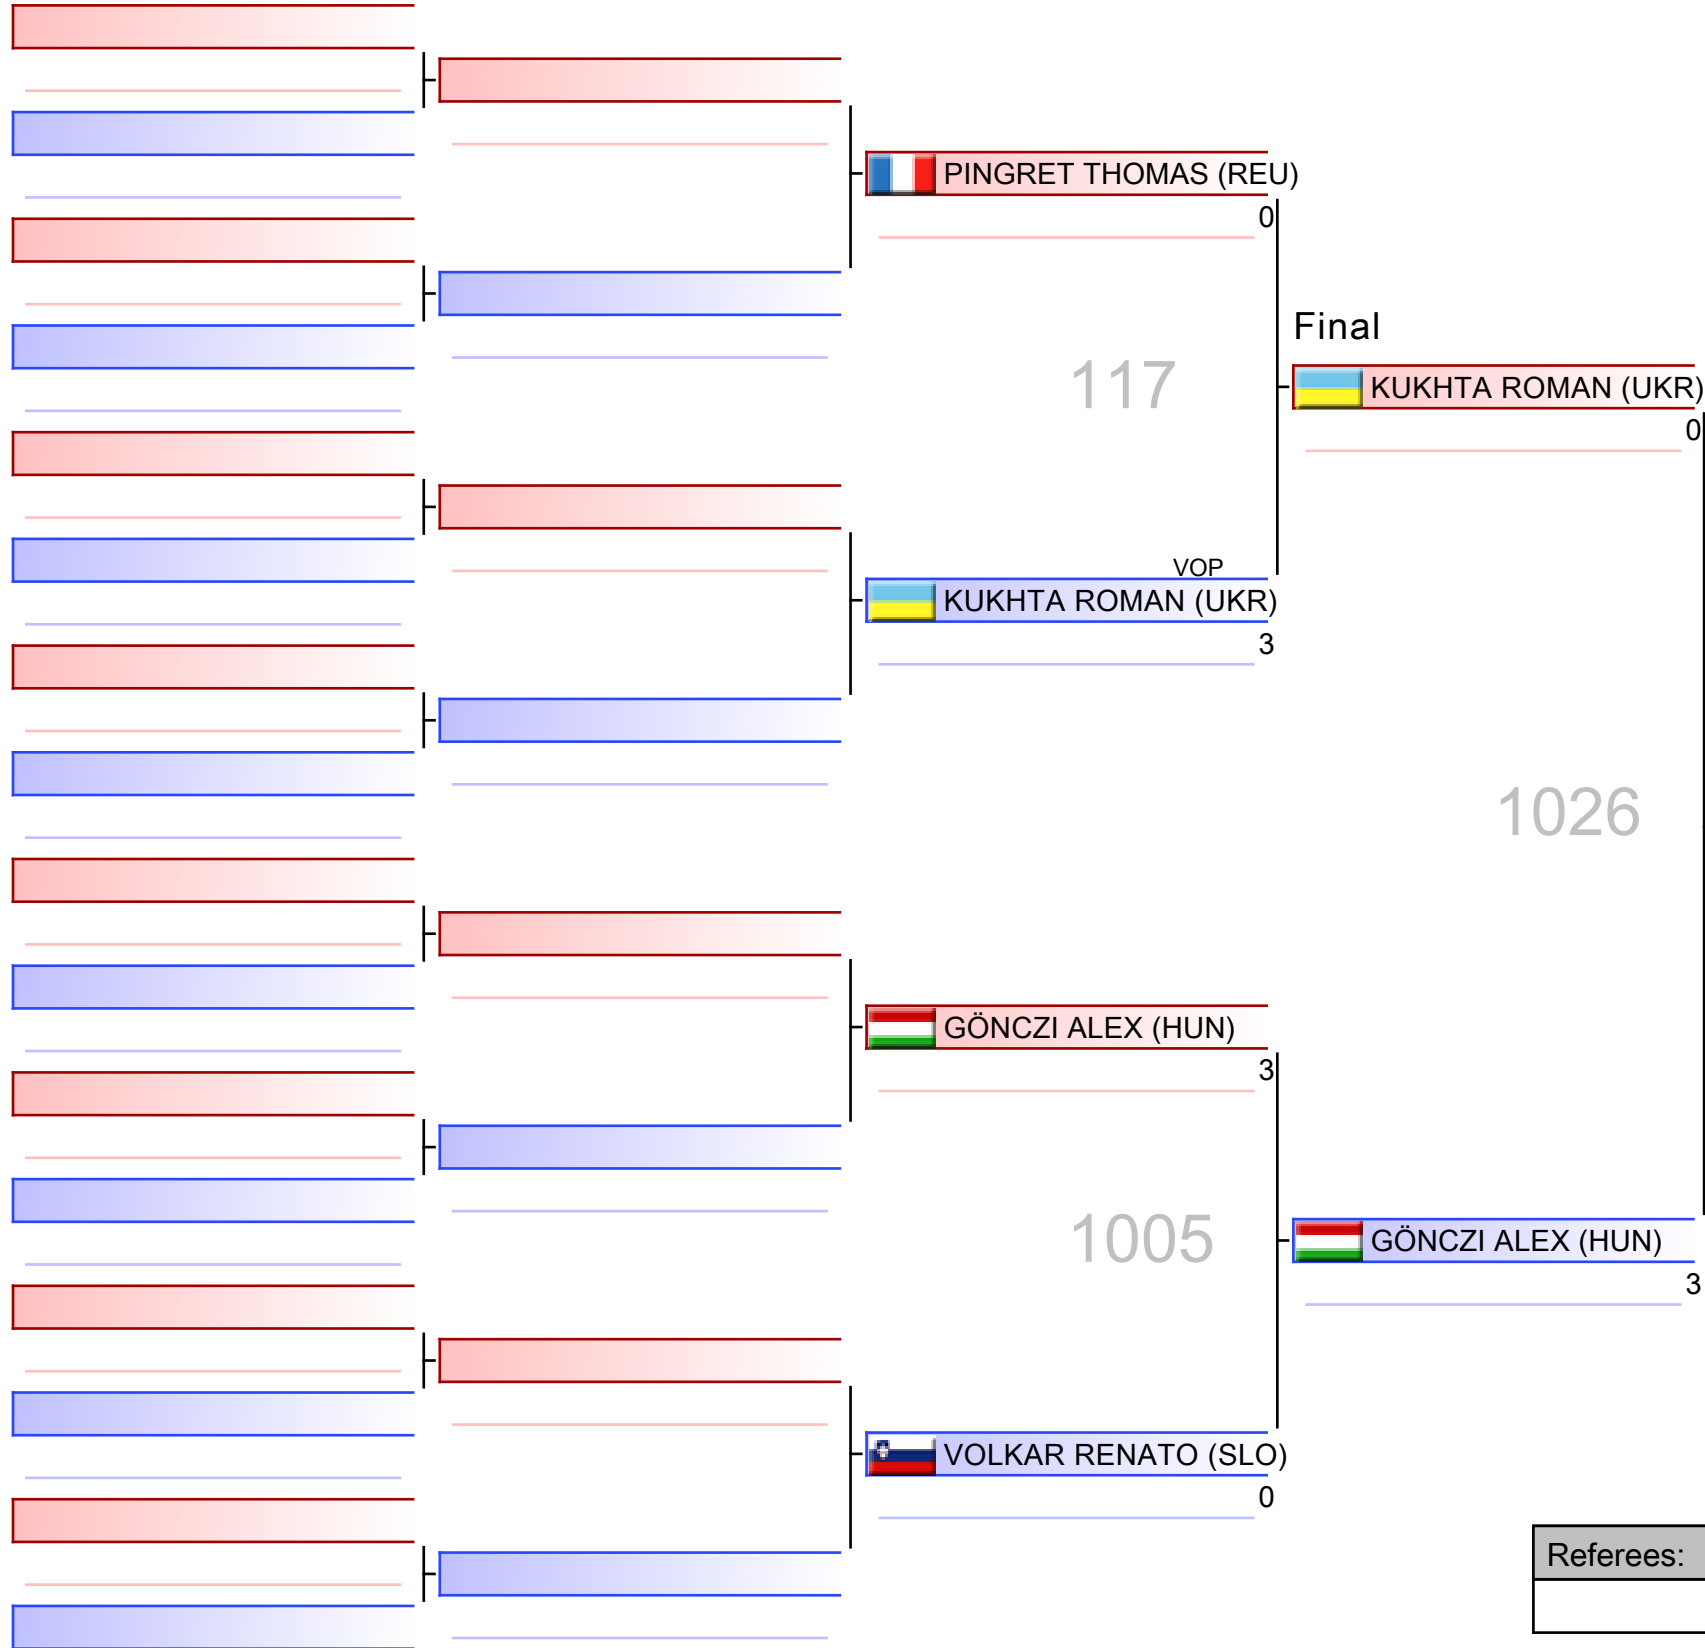 PINGRET THOMAS (REU)
0
117
VOP
KUKHTA ROMAN (UKR)
3
GÖNCZI ALEX (HUN)
3
1005
VOLKAR RENATO (SLO)
0
Final
KUKHTA ROMAN (UKR)
0
1026
GÖNCZI ALEX (HUN)
3
Referees: